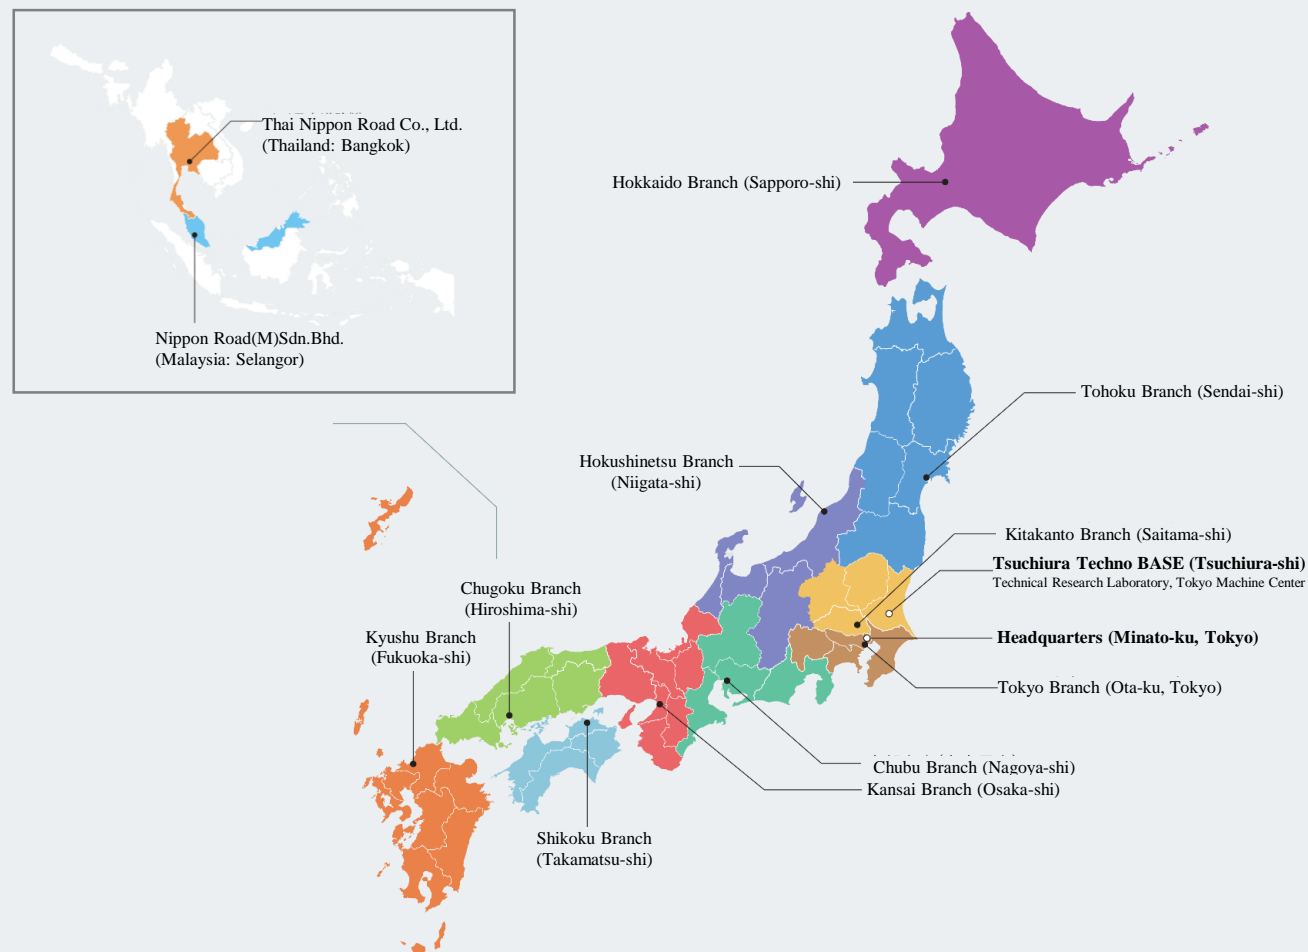 Thai Nippon Road Co., Ltd.
(Thailand: Bangkok)
Nippon Road(M)Sdn.Bhd.
(Malaysia: Selangor)
Hokkaido Branch (Sapporo-shi)
Tohoku Branch (Sendai-shi)
Hokushinetsu Branch
(Niigata-shi)
Kitakanto Branch (Saitama-shi)
Tsuchiura Techno BASE (Tsuchiura-shi)
Technical Research Laboratory, Tokyo Machine Center
Chugoku Branch
(Hiroshima-shi)
Kyushu Branch
(Fukuoka-shi)
Headquarters (Minato-ku, Tokyo)
Tokyo Branch (Ota-ku, Tokyo)
Chubu Branch (Nagoya-shi)
Kansai Branch (Osaka-shi)
Shikoku Branch
(Takamatsu-shi)